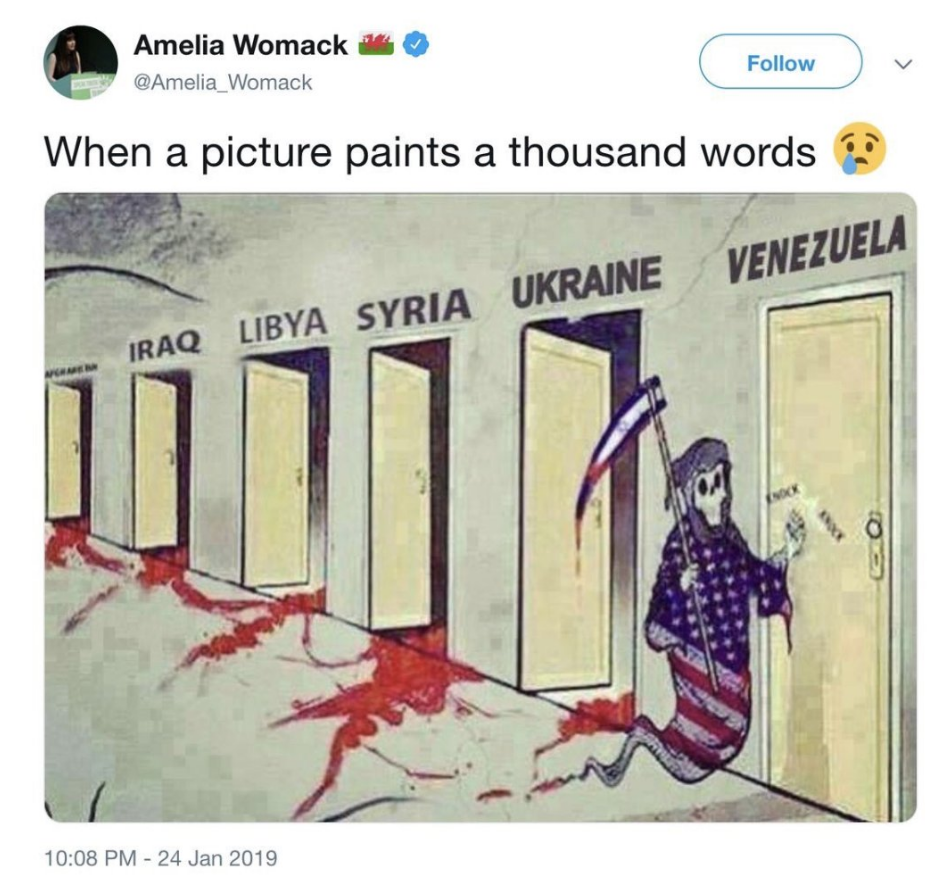 Amelia Womack
@Amelia_Womack
Follow
When a picture paints a thousand words
AFGHANISTAN
IRAQ
LIBYA
SYRIA
UKRAINE
VENEZUELA
KNOCK
KNOCK
10:08 PM - 24 Jan 2019